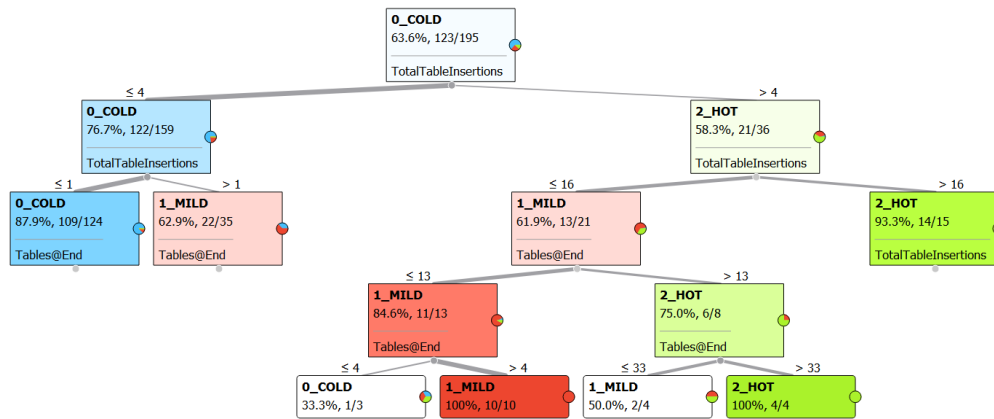 0_COLD
63.6%, 123/195
TotalTableInsertions
≤ 4
> 4
0_COLD
76.7%, 122/159
TotalTableInsertions
2_HOT
58.3%, 21/36
TotalTableInsertions
≤ 1
> 1
≤ 16
> 16
0_COLD
87.9%, 109/124
Tables@End
1_MILD
62.9%, 22/35
Tables@End
1_MILD
61.9%, 13/21
Tables@End
2_HOT
93.3%, 14/15
TotalTableInsertions
≤ 13
> 13
1_MILD
84.6%, 11/13
Tables@End
2_HOT
75.0%, 6/8
Tables@End
≤ 4
> 4
≤ 33
> 33
0_COLD
33.3%, 1/3
1_MILD
100%, 10/10
1_MILD
50.0%, 2/4
2_HOT
100%, 4/4